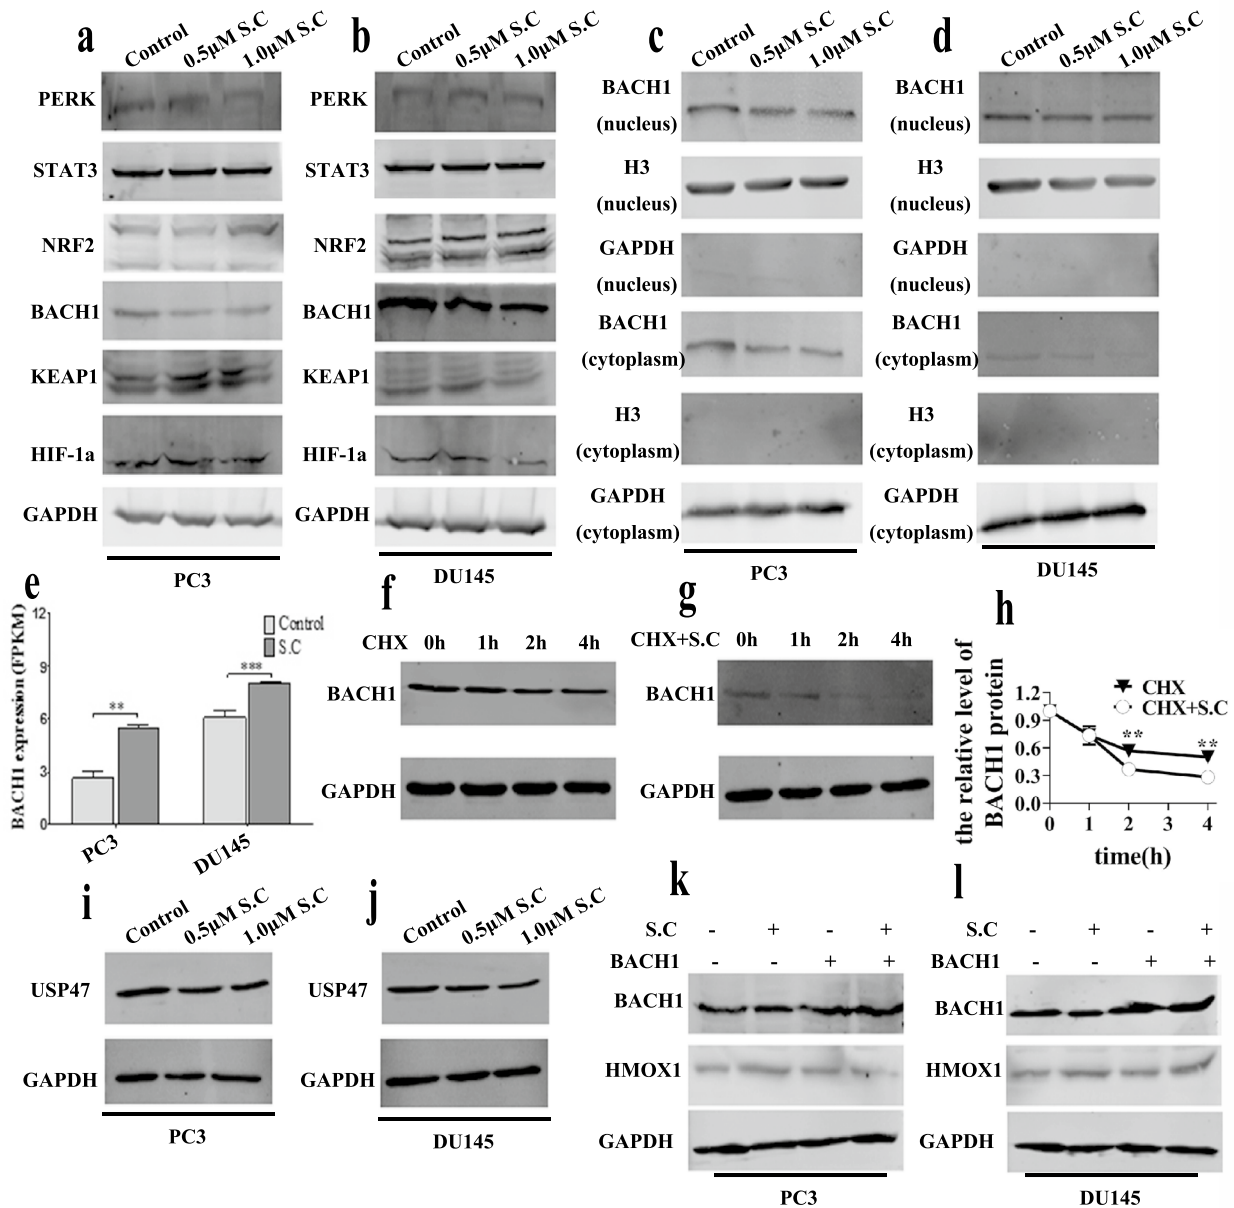 a
Control
0.5μM S.C
1.0μM S.C
PERK
STAT3
NRF2
BACH1
KEAP1
HIF-1a
GAPDH
PC3
b
Control
0.5μM S.C
1.0μM S.C
PERK
STAT3
NRF2
BACH1
KEAP1
HIF-1a
GAPDH
DU145
c
Control
0.5μM S.C
1.0μM S.C
BACH1
(nucleus)
H3
(nucleus)
GAPDH
(nucleus)
BACH1
(cytoplasm)
H3
(cytoplasm)
GAPDH
(cytoplasm)
PC3
d
Control
0.5μM S.C
1.0μM S.C
BACH1
(nucleus)
H3
(nucleus)
GAPDH
(nucleus)
BACH1
(cytoplasm)
H3
(cytoplasm)
GAPDH
(cytoplasm)
DU145
e
BACH1 expression (FPKM)
12
9
6
3
0
Control
S.C
**
***
PC3
DU145
f
CHX 0h 1h 2h 4h
BACH1
GAPDH
g
CHX+S.C 0h 1h 2h 4h
BACH1
GAPDH
h
the relative level of
BACH1 protein
1.2
0.9
0.6
0.3
0.0
CHX
CHX+S.C
**
**
0 1 2 3 4
time(h)
i
Control
0.5μM S.C
1.0μM S.C
USP47
GAPDH
PC3
j
Control
0.5μM S.C
1.0μM S.C
USP47
GAPDH
DU145
k
S.C - + - +
BACH1 - - + +
BACH1
HMOX1
GAPDH
PC3
l
S.C - + - +
BACH1 - - + +
BACH1
HMOX1
GAPDH
DU145